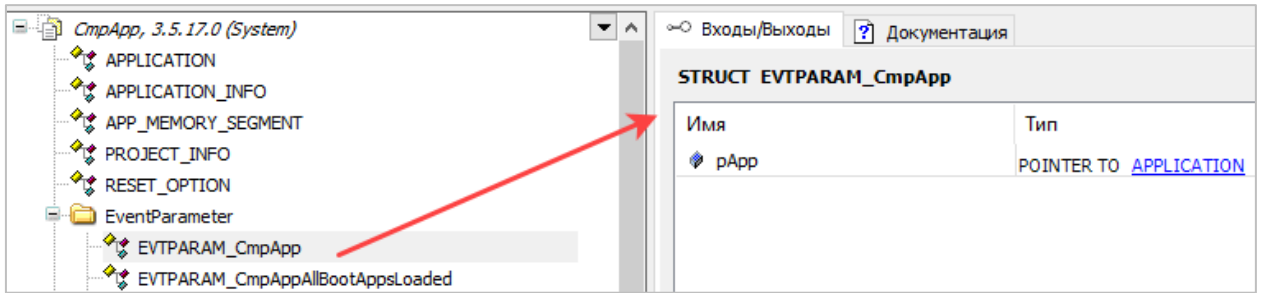 CmpApp, 3.5.17.0 (System)
APPLICATION
APPLICATION_INFO
APP_MEMORY_SEGMENT
PROJECT_INFO
RESET_OPTION
EventParameter
EVTPARAM_CmpApp
EVTPARAM_CmpAppAllBootAppsLoaded
Входы/Выходы Документация
STRUCT EVTPARAM_CmpApp
Имя Тип
pApp POINTER TO APPLICATION